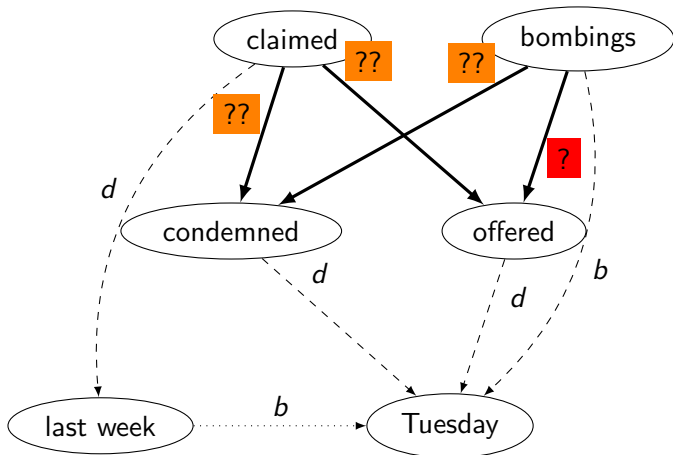 claimed
bombings
??
??
??
?
d
condemned
offered
d
d
b
last week
b
Tuesday